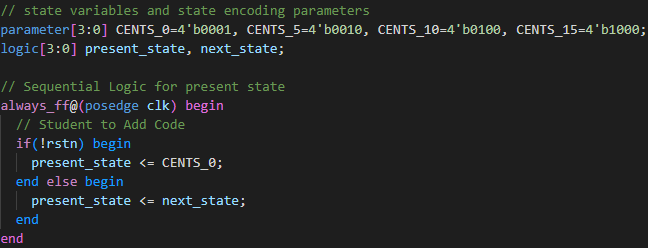 // state variables and state encoding parameters
parameter[3:0] CENTS_0=4'b0001, CENTS_5=4'b0010, CENTS_10=4'b0100, CENTS_15=4'b1000;
logic[3:0] present_state, next_state;

// Sequential Logic for present state
always_ff@(posedge clk) begin
  // Student to Add Code
  if(!rstn) begin
    present_state <= CENTS_0;
  end else begin
    present_state <= next_state;
  end
end